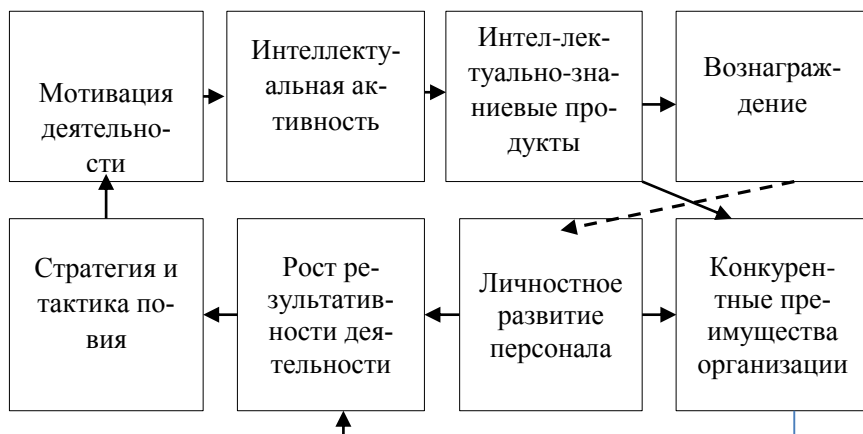 Мотивация
деятельно-
сти
Интеллекту-
альная ак-
тивность
Интел-лек-
туально-зна-
ниевые про-
дукты
Вознаграж-
дение
Стратегия и
тактика по-
вия
Рост ре-
зультатив-
ности дея-
тельности
Личностное
развитие
персонала
Конкурен-
тные пре-
имущества
организации